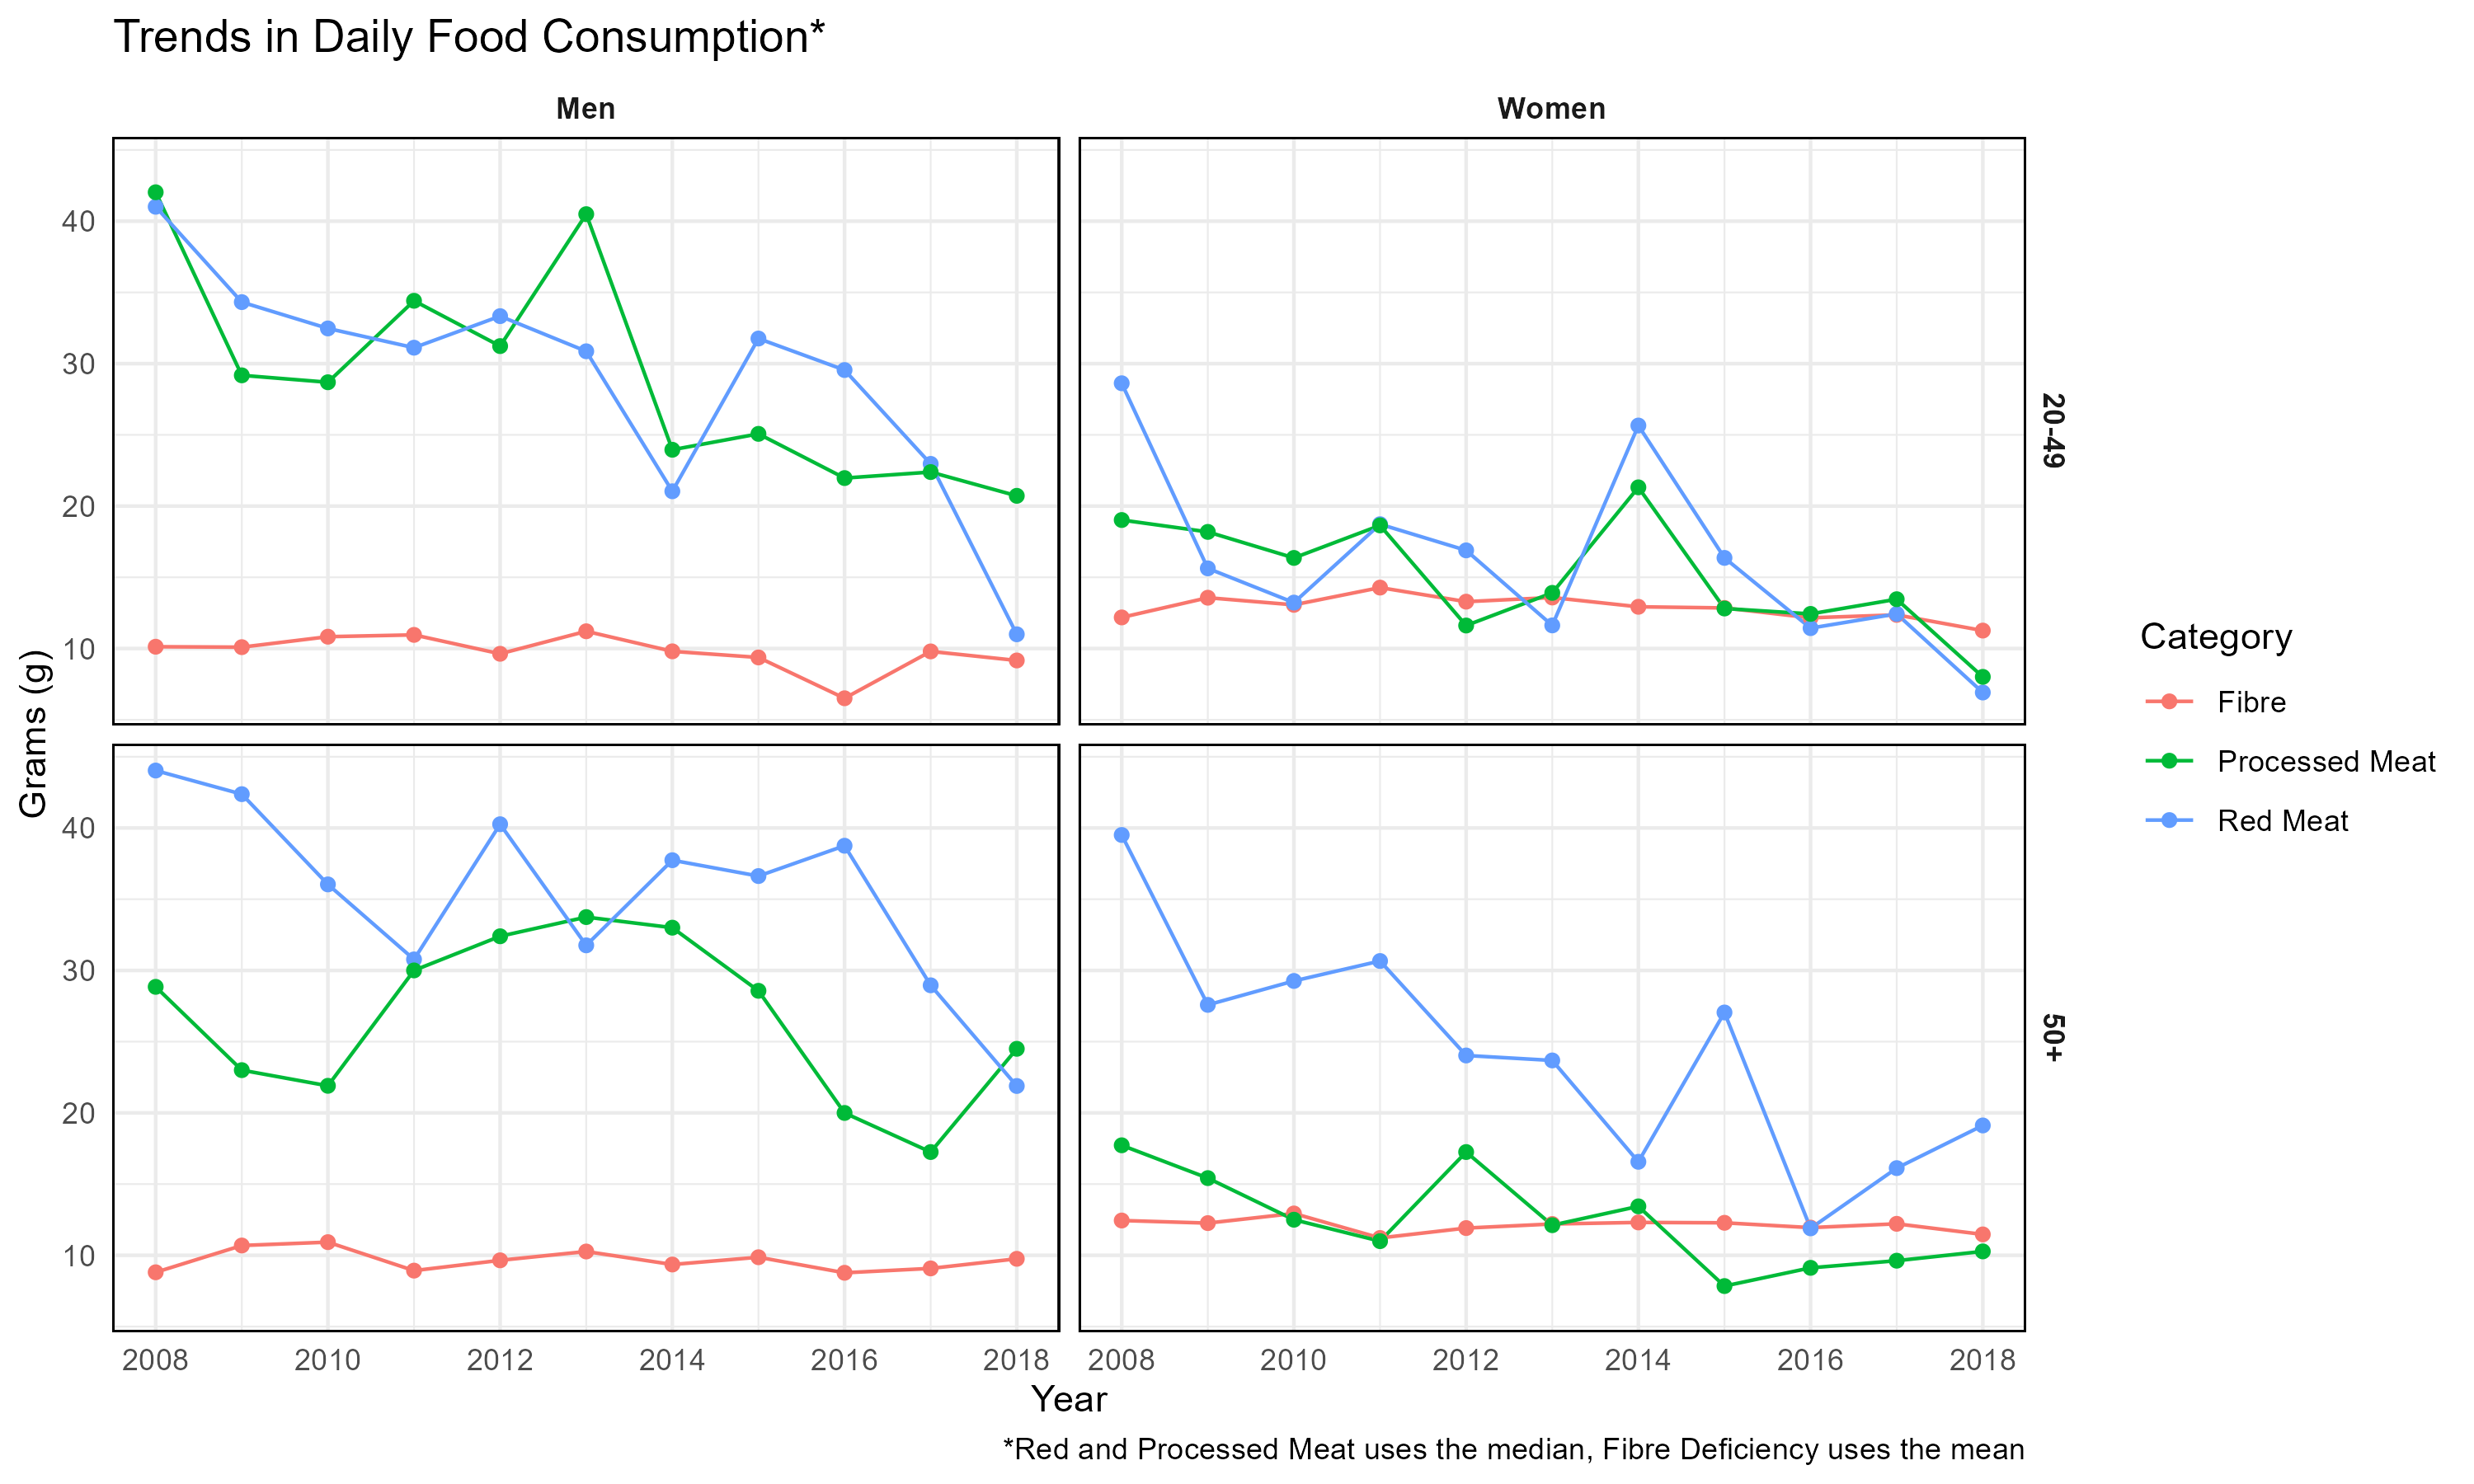 Trends in Daily Food Consumption*
Men
Women
40
30
20
10
20-49
40
30
20
10
50+
Grams (g)
2008 2010 2012 2014 2016 2018
2008 2010 2012 2014 2016 2018
Year
Category
Fibre
Processed Meat
Red Meat
*Red and Processed Meat uses the median, Fibre Deficiency uses the mean